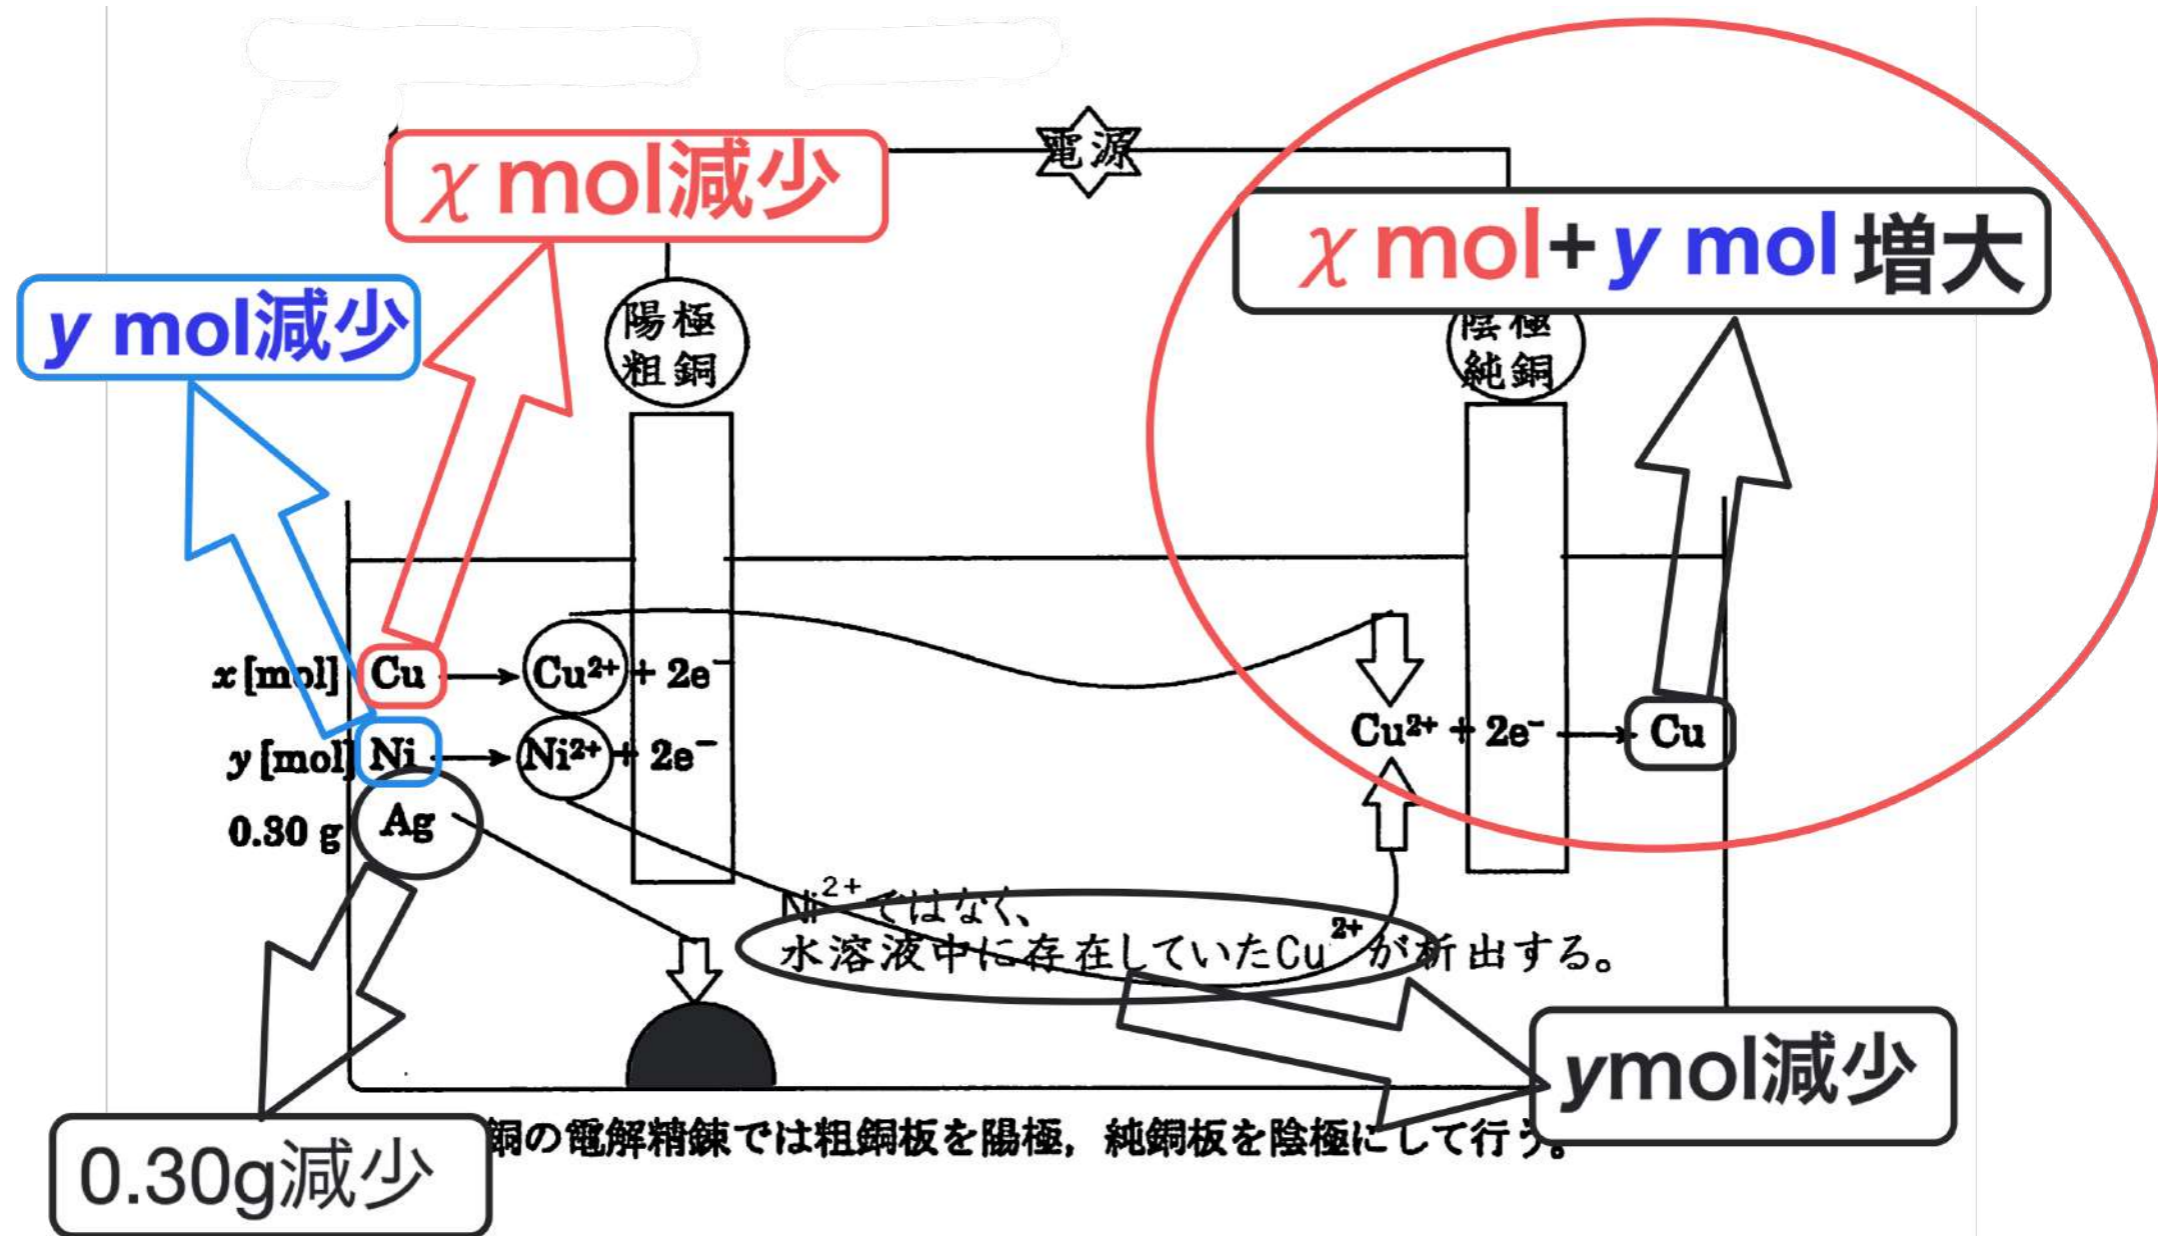 電源
χ mol減少
χ mol+y mol 増大
y mol減少
陽極
粗銅
陰極
純銅
x [mol] Cu → Cu²⁺ + 2e⁻
y [mol] Ni → Ni²⁺ + 2e⁻
0.30 g Ag
Cu²⁺ + 2e⁻ → Cu
Ni²⁺ではなく、
水溶液中に存在していたCu²⁺が析出する。
ymol減少
0.30g減少
銅の電解精錬では粗銅板を陽極，純銅板を陰極にして行う。